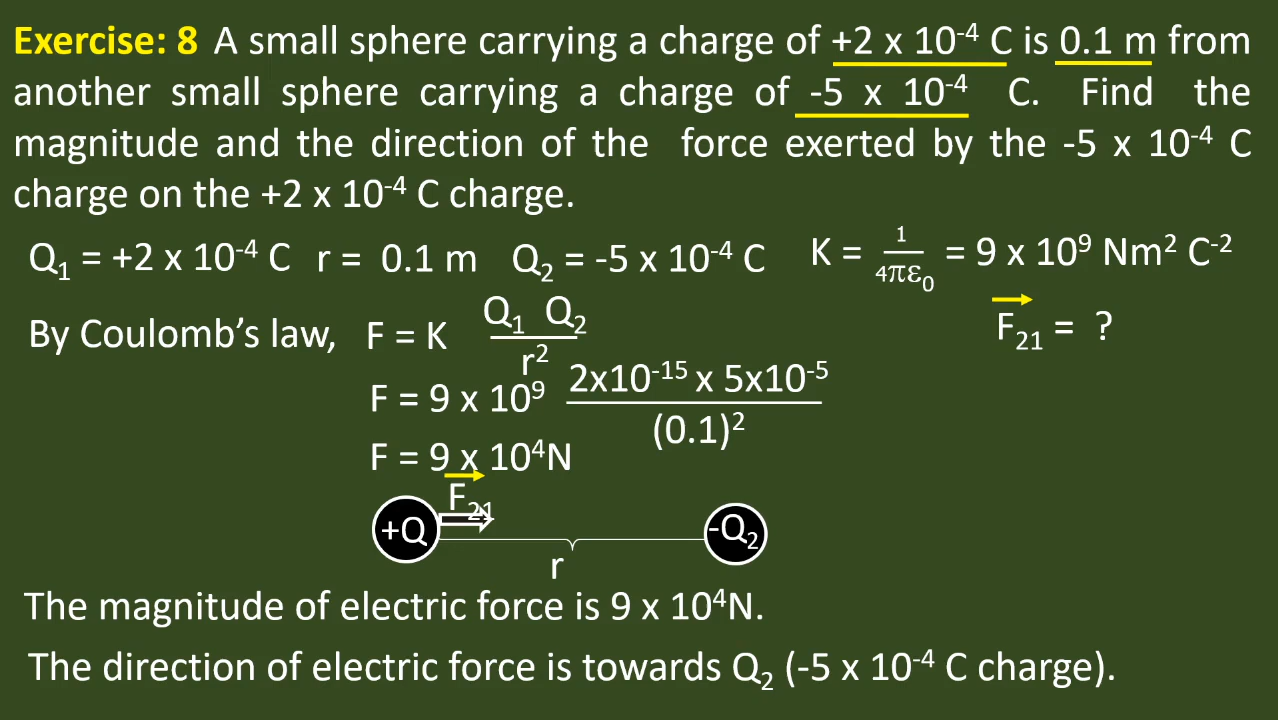 Exercise: 8 A small sphere carrying a charge of +2 x 10⁻⁴ C is 0.1 m from
another small sphere carrying a charge of -5 x 10⁻⁴ C. Find the
magnitude and the direction of the force exerted by the -5 x 10⁻⁴ C
charge on the +2 x 10⁻⁴ C charge.
Q₁ = +2 x 10⁻⁴ C r = 0.1 m Q₂ = -5 x 10⁻⁴ C K = 1/4πε₀ = 9 x 10⁹ Nm² C⁻²
By Coulomb's law, F = K Q₁ Q₂ / r² F₂₁ = ?
F = 9 x 10⁹ 2x10⁻¹⁵ x 5x10⁻⁵ / (0.1)²
F = 9 x 10⁴N
F₂₁
+Q -Q₂
r
The magnitude of electric force is 9 x 10⁴N.
The direction of electric force is towards Q₂ (-5 x 10⁻⁴ C charge).